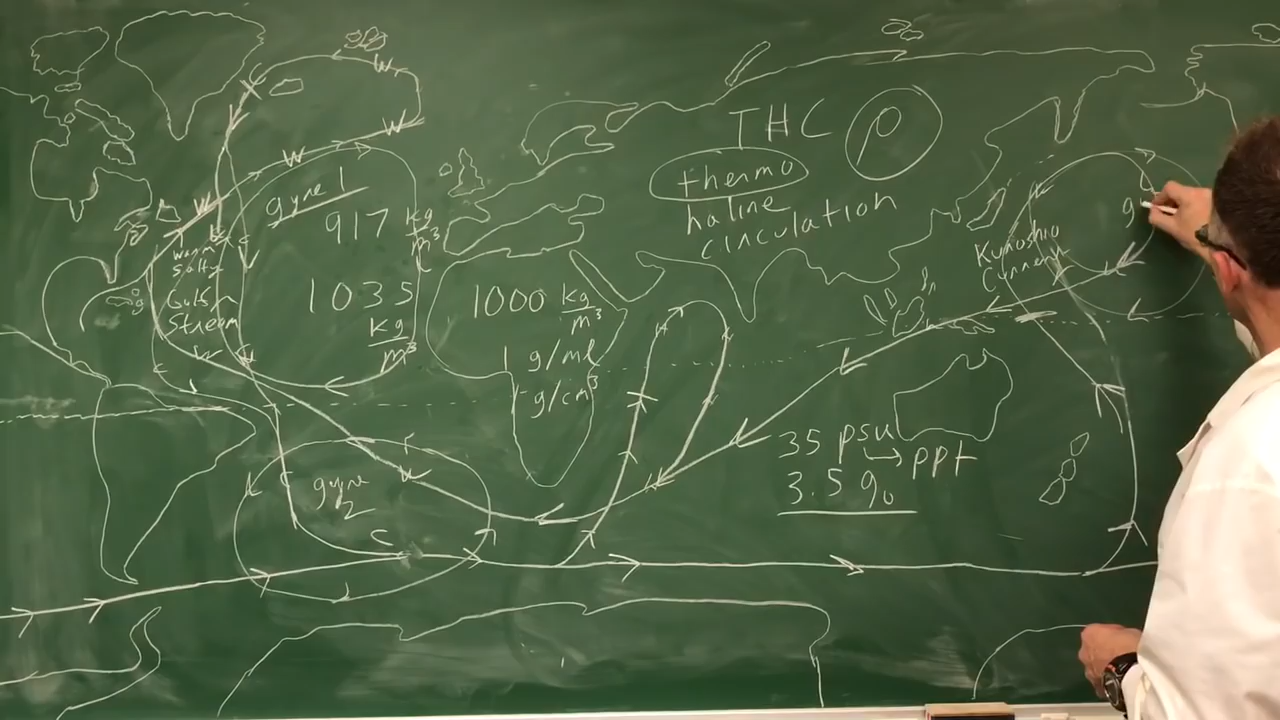 W
W
W
W
gyre 1
917 kg/m³
warm
salty
Gulf
Stream
W
1035
kg/m³
1000 kg/m³
1 g/ml
1 g/cm³
THC ρ
thermo
haline
circulation
Kuroshio
Current
g
35 psu → ppt
3.5 %
gyre
2
C
C